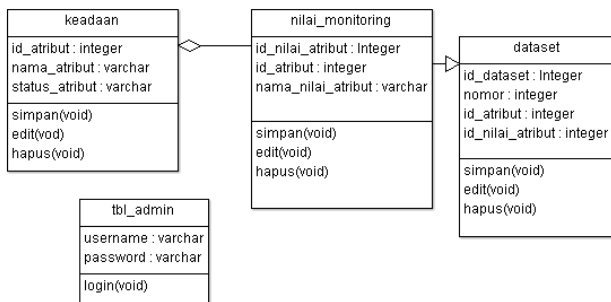 keadaan
id_atribut : integer
nama_atribut : varchar
status_atribut : varchar
simpan(void)
edit(vod)
hapus(void)
nilai_monitoring
id_nilai_atribut : Integer
id_atribut : integer
nama_nilai_atribut : varchar
simpan(void)
edit(void)
hapus(void)
dataset
id_dataset : Integer
nomor : integer
id_atribut : integer
id_nilai_atribut : integer
simpan(void)
edit(void)
hapus(void)
tbl_admin
username : varchar
password : varchar
login(void)